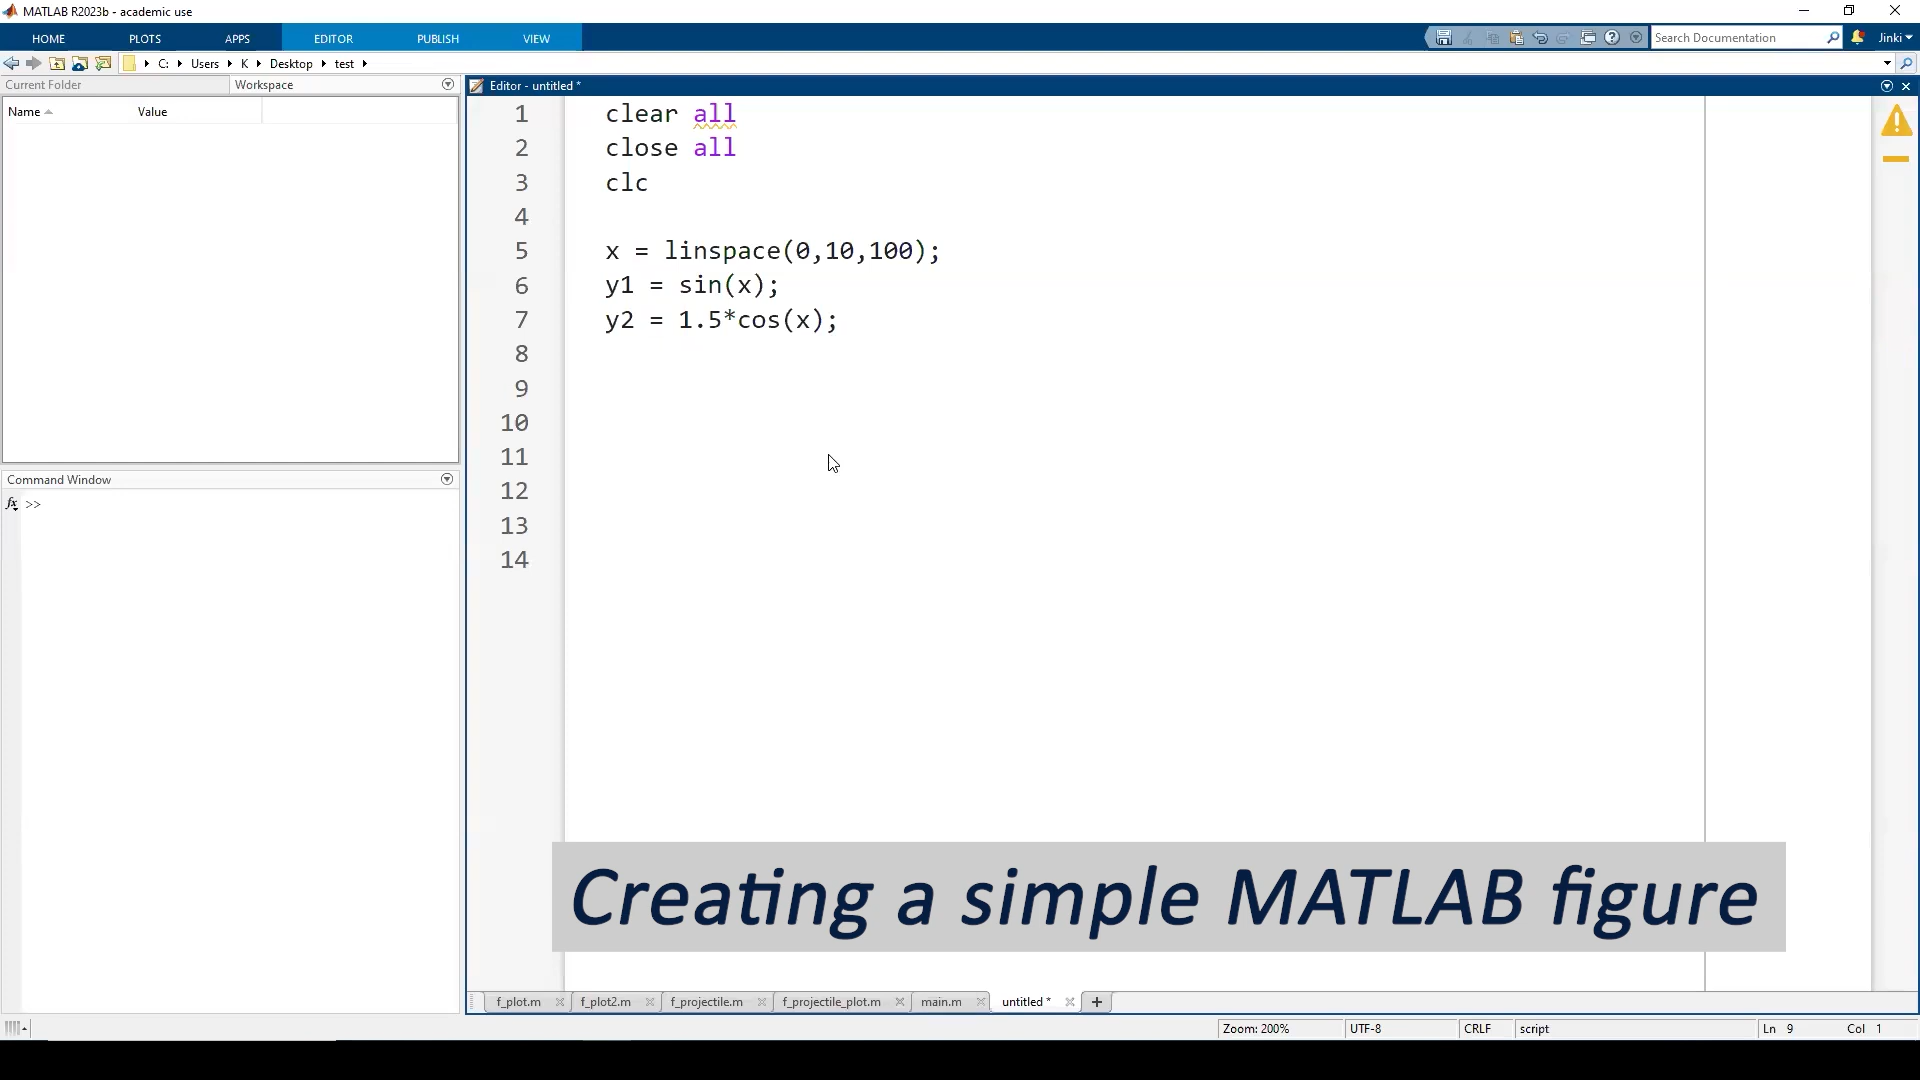 MATLAB R2023b - academic use
HOME PLOTS APPS EDITOR PUBLISH VIEW Search Documentation Jinki
C: Users K Desktop test
Current Folder Workspace
Name Value
Command Window
fx >>
Editor - untitled *
1 clear all
2 close all
3 clc
4
5 x = linspace(0,10,100);
6 y1 = sin(x);
7 y2 = 1.5*cos(x);
8
9
10
11
12
13
14
Creating a simple MATLAB figure
f_plot.m f_plot2.m f_projectile.m f_projectile_plot.m main.m untitled * +
Zoom: 200% UTF-8 CRLF script Ln 9 Col 1